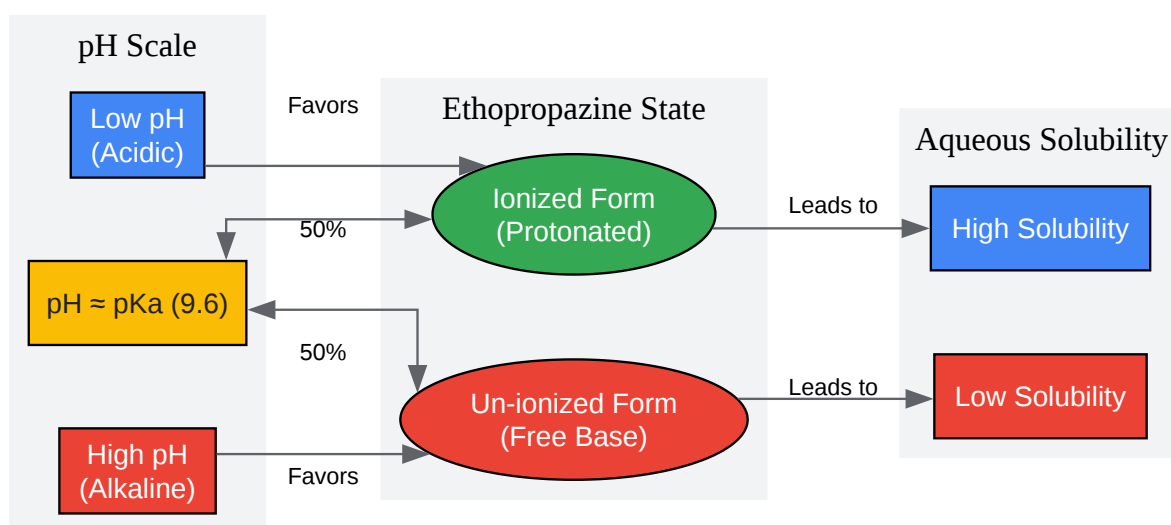 pH Scale
Low pH
(Acidic)
pH ≈ pKa (9.6)
High pH
(Alkaline)
Favors
50%
50%
Favors
Ethopropazine State
Ionized Form
(Protonated)
Un-ionized Form
(Free Base)
Leads to
Leads to
Aqueous Solubility
High Solubility
Low Solubility